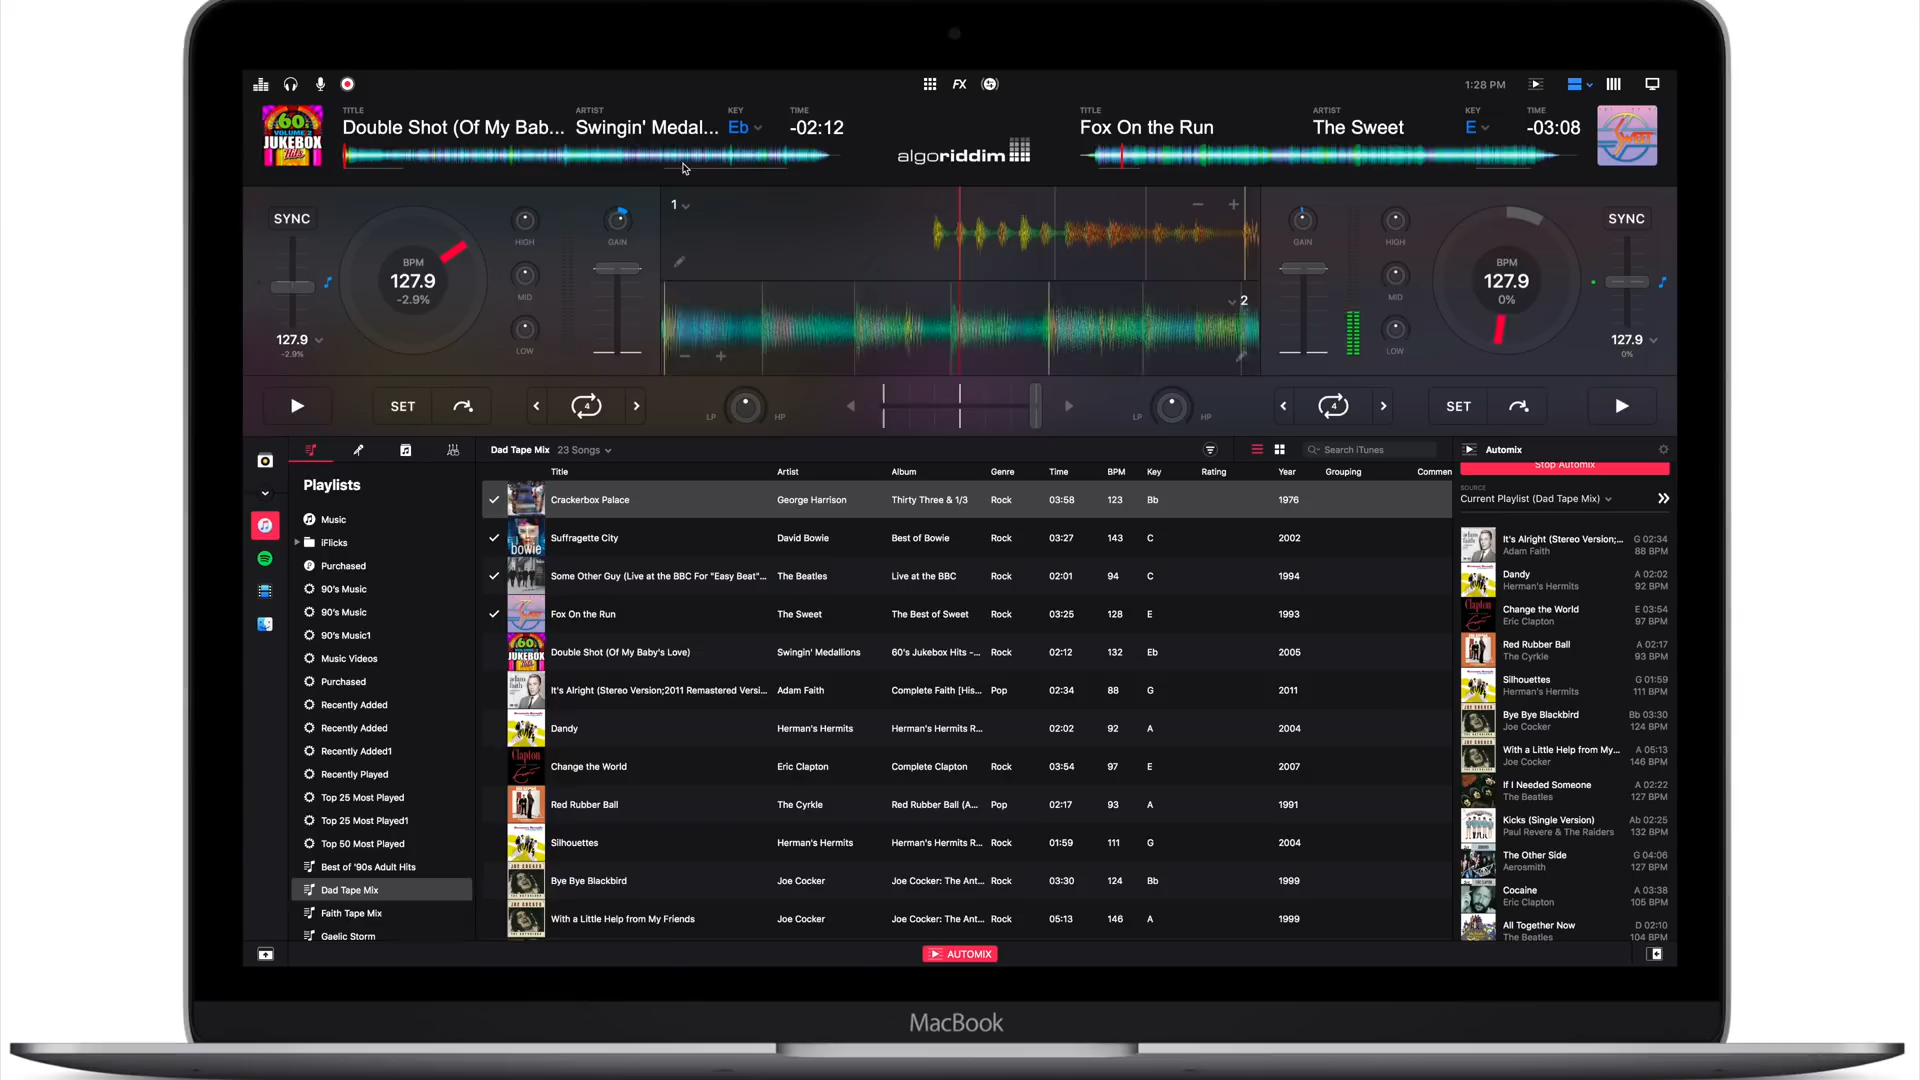 FX
1:28 PM
TITLE ARTIST KEY TIME
Double Shot (Of My Bab... Swingin' Medal... Eb -02:12
TITLE ARTIST KEY TIME
Fox On the Run The Sweet E -03:08
60
VOLUME 2
JUKEBOX
Hits
SWEET
algoriddim
SYNC
BPM
127.9
-2.9%
127.9
-2.9%
HIGH
MID
LOW
GAIN
1
2
GAIN
HIGH
MID
LOW
BPM
127.9
0%
SYNC
127.9
0%
SET 4 LP HP LP HP 4 SET
Dad Tape Mix 23 Songs
Search iTunes
Automix
Stop Automix
Playlists
Music
iFlicks
Purchased
90's Music
90's Music
90's Music1
Music Videos
Purchased
Recently Added
Recently Added
Recently Added1
Recently Played
Top 25 Most Played
Top 25 Most Played1
Top 50 Most Played
Best of '90s Adult Hits
Dad Tape Mix
Faith Tape Mix
Gaelic Storm
Title Artist Album Genre Time BPM Key Rating Year Grouping Commen
Crackerbox Palace George Harrison Thirty Three & 1/3 Rock 03:58 123 Bb 1976
Suffragette City David Bowie Best of Bowie Rock 03:27 143 C 2002
Some Other Guy (Live at the BBC For "Easy Beat"... The Beatles Live at the BBC Rock 02:01 94 C 1994
Fox On the Run The Sweet The Best of Sweet Rock 03:25 128 E 1993
Double Shot (Of My Baby's Love) Swingin' Medallions 60's Jukebox Hits -... Rock 02:12 132 Eb 2005
It's Alright (Stereo Version;2011 Remastered Versi... Adam Faith Complete Faith [His... Pop 02:34 88 G 2011
Dandy Herman's Hermits Herman's Hermits R... 02:02 92 A 2004
Change the World Eric Clapton Complete Clapton Rock 03:54 97 E 2007
Red Rubber Ball The Cyrkle Red Rubber Ball (A... Pop 02:17 93 A 1991
Silhouettes Herman's Hermits Herman's Hermits R... Rock 01:59 111 G 2004
Bye Bye Blackbird Joe Cocker Joe Cocker: The Ant... Rock 03:30 124 Bb 1999
With a Little Help from My Friends Joe Cocker Joe Cocker: The Ant... Rock 05:13 146 A 1999
SOURCE
Current Playlist (Dad Tape Mix)
It's Alright (Stereo Version;... G 02:34
Adam Faith 88 BPM
Dandy A 02:02
Herman's Hermits 92 BPM
Change the World E 03:54
Eric Clapton 97 BPM
Red Rubber Ball A 02:17
The Cyrkle 93 BPM
Silhouettes G 01:59
Herman's Hermits 111 BPM
Bye Bye Blackbird Bb 03:30
Joe Cocker 124 BPM
With a Little Help from My... A 05:13
Joe Cocker 146 BPM
If I Needed Someone A 02:22
The Beatles 127 BPM
Kicks (Single Version) Ab 02:25
Paul Revere & The Raiders 132 BPM
The Other Side G 04:06
Aerosmith 125 BPM
Cocaine A 03:38
Eric Clapton 105 BPM
All Together Now D 02:10
The Beatles 104 BPM
AUTOMIX
MacBook